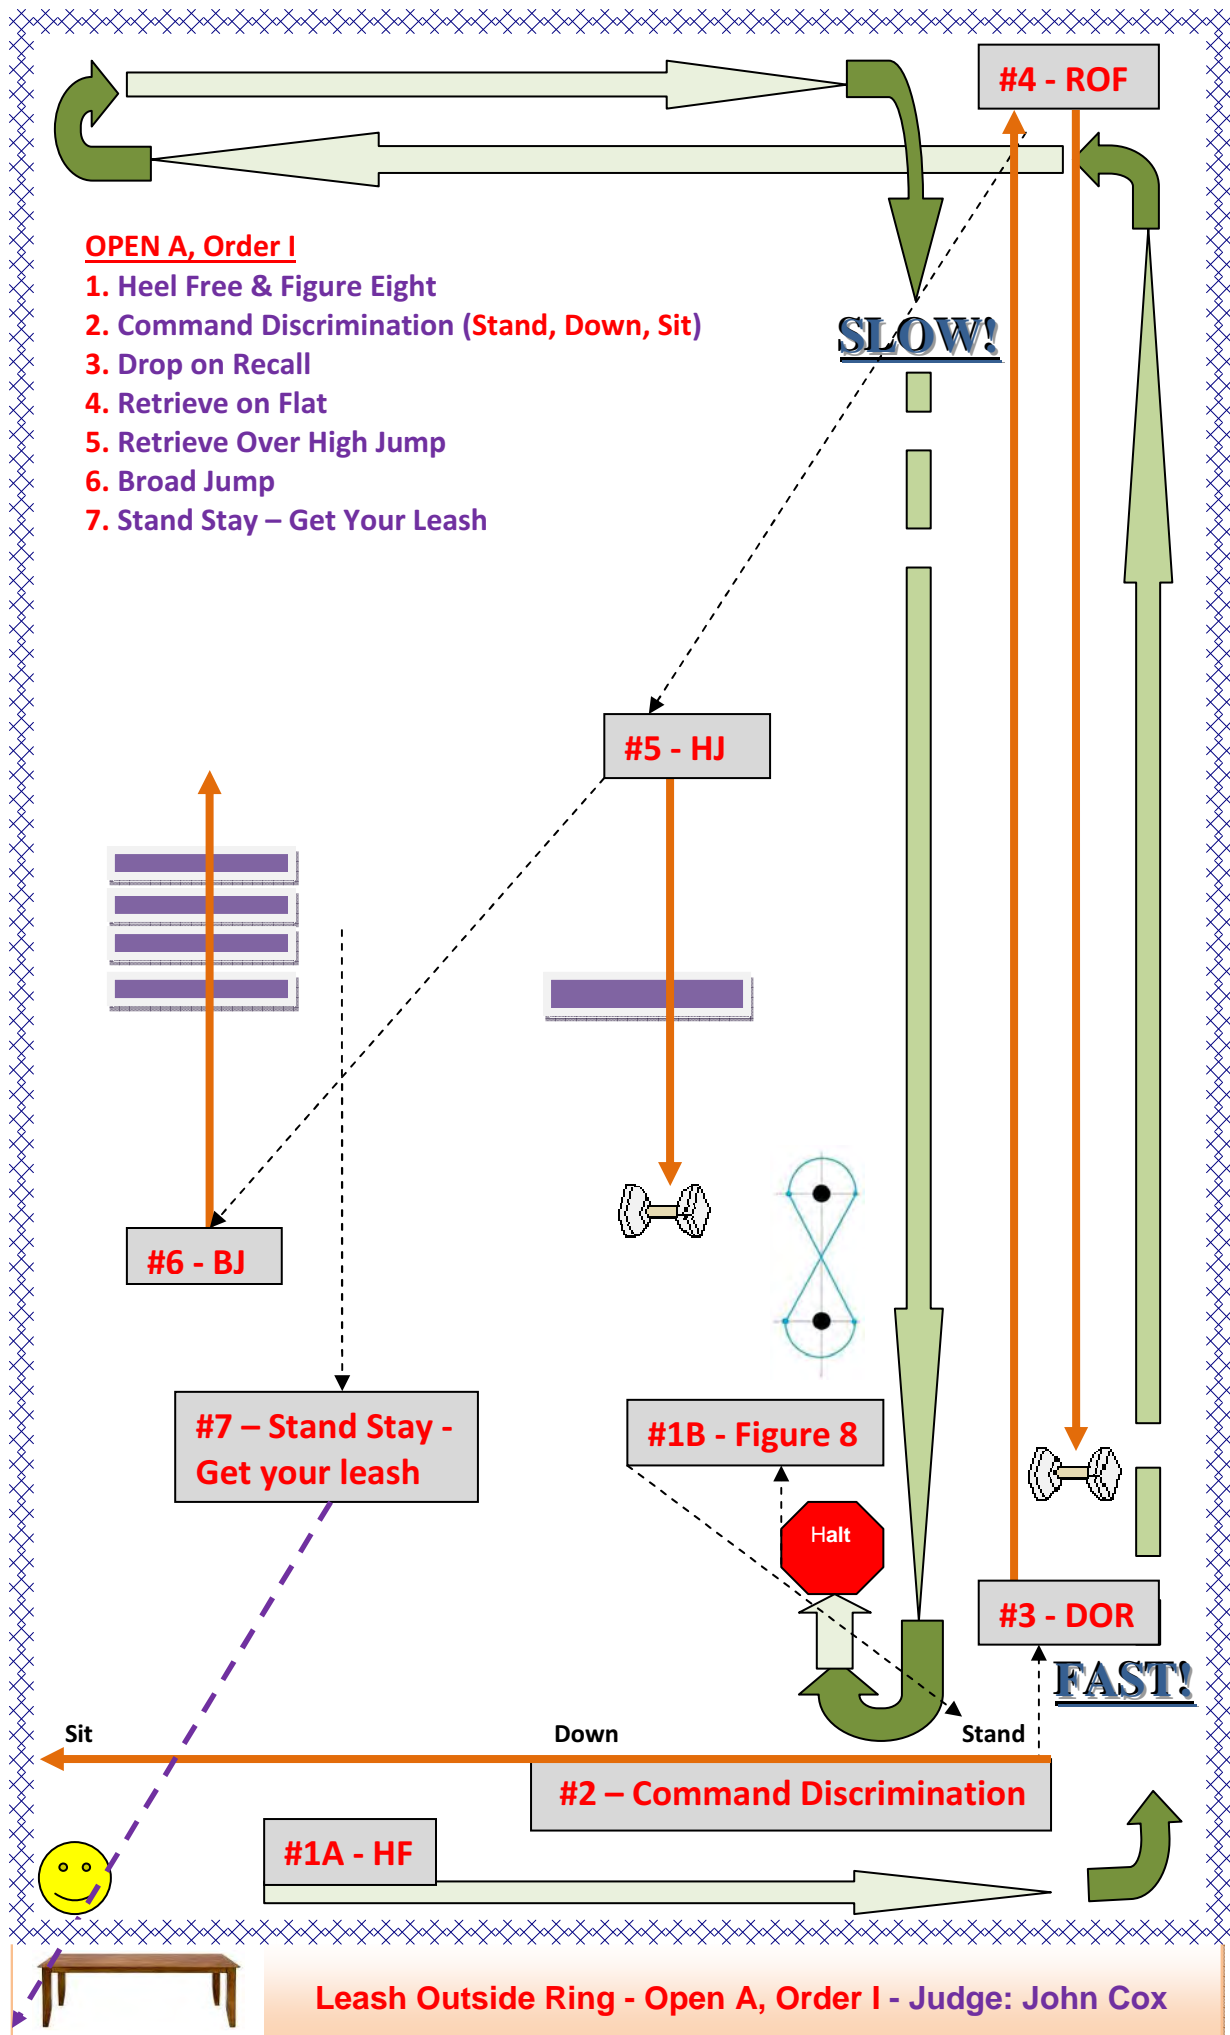 #4 - ROF
OPEN A, Order I
1. Heel Free & Figure Eight
2. Command Discrimination (Stand, Down, Sit)
3. Drop on Recall
4. Retrieve on Flat
5. Retrieve Over High Jump
6. Broad Jump
7. Stand Stay – Get Your Leash
SLOW!
#5 - HJ
#6 - BJ
#7 – Stand Stay -
Get your leash
#1B - Figure 8
Halt
#3 - DOR
FAST!
Sit
Down
Stand
#2 – Command Discrimination
#1A - HF
Leash Outside Ring - Open A, Order I - Judge: John Cox